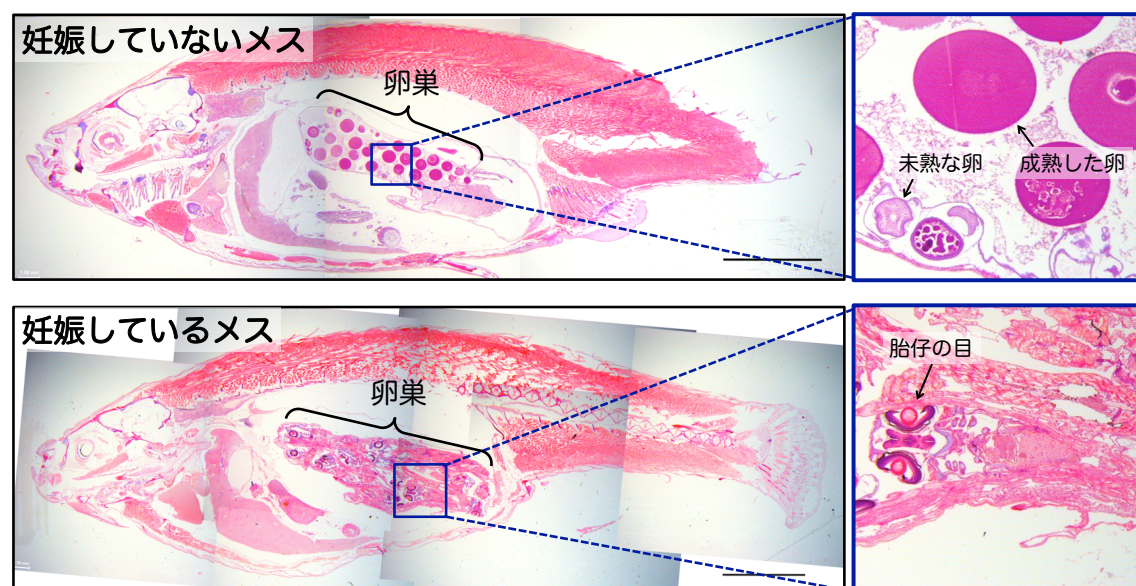 妊娠していないメス
卵巣
未熟な卵
成熟した卵
妊娠しているメス
卵巣
胎仔の目